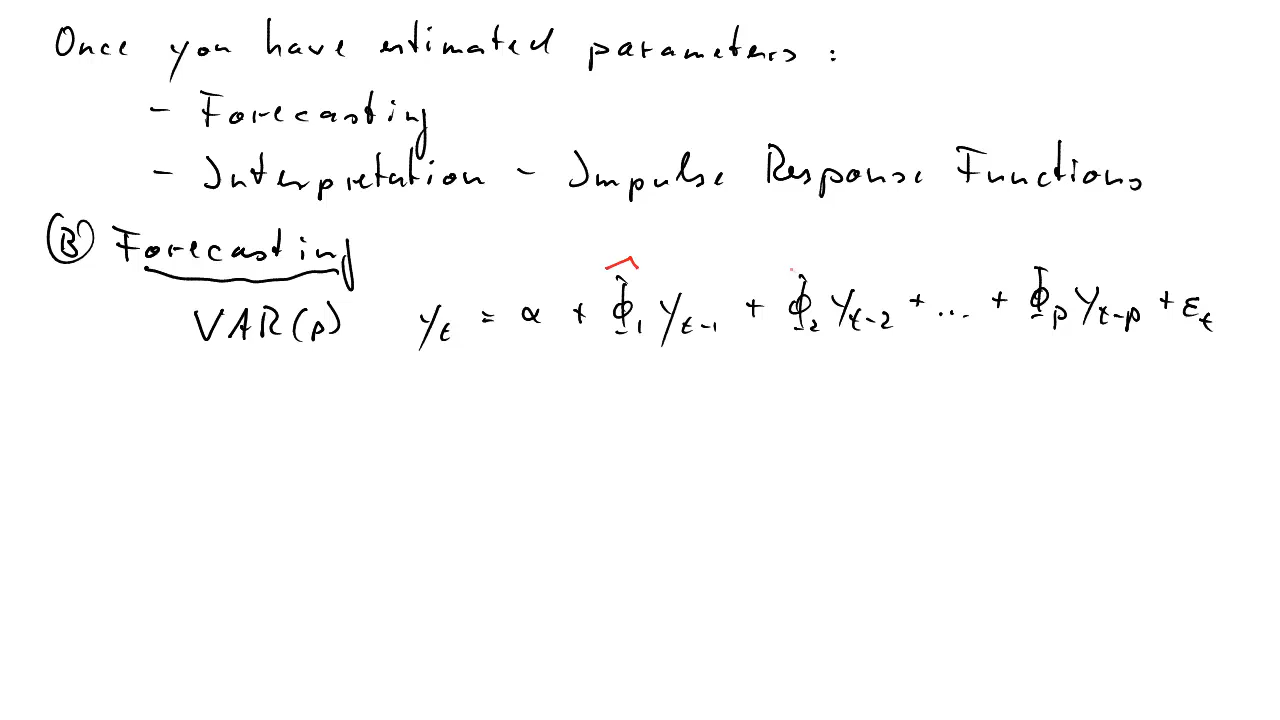 Once you have estimated parameters :
- Forecasting
- Interpretation - Impulse Response Functions
(B) Forecasting
VAR(p) y_t = α + Φ̂_1 y_{t-1} + Φ_2 y_{t-2} + ... + Φ_p y_{t-p} + ε_t